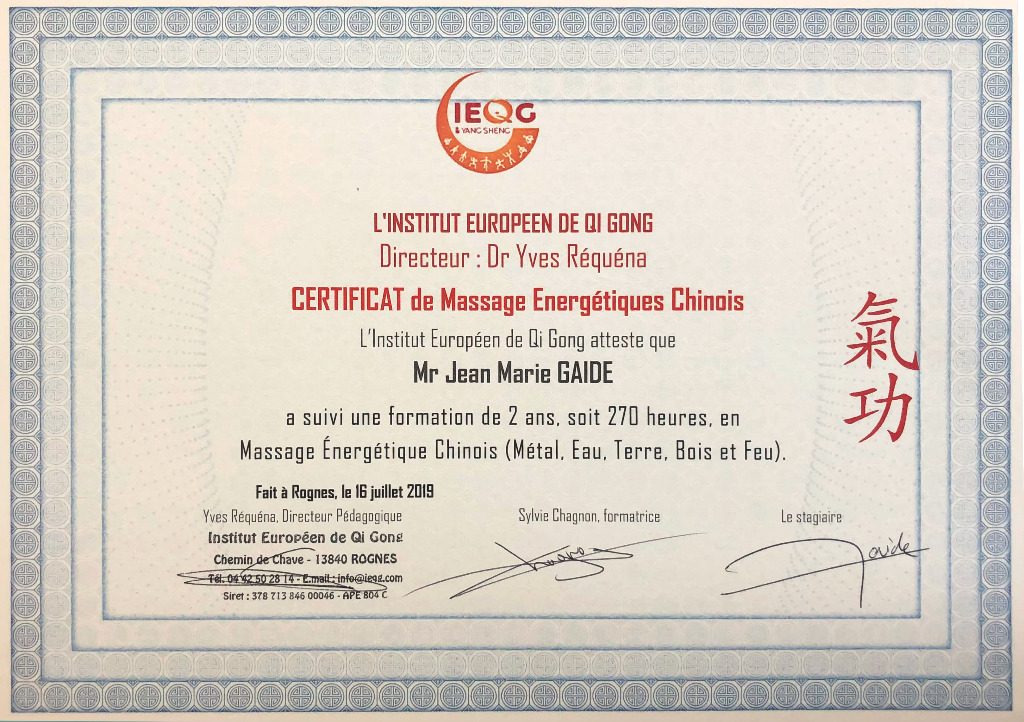 IEQG
& YANG SHENG
L'INSTITUT EUROPEEN DE QI GONG
Directeur : Dr Yves Réquéna
CERTIFICAT de Massage Energétiques Chinois
L'Institut Européen de Qi Gong atteste que
Mr Jean Marie GAIDE
a suivi une formation de 2 ans, soit 270 heures, en
Massage Énergétique Chinois (Métal, Eau, Terre, Bois et Feu).
氣功
Fait à Rognes, le 16 juillet 2019
Yves Réquéna, Directeur Pédagogique
Institut Européen de Qi Gong
Chemin de Chave - 13840 ROGNES
Tél. 04 42 50 28 14 - E.mail : info@ieqg.com
Siret : 378 713 846 00046 - APE 804 C
Sylvie Chagnon, formatrice
Le stagiaire
Gaide